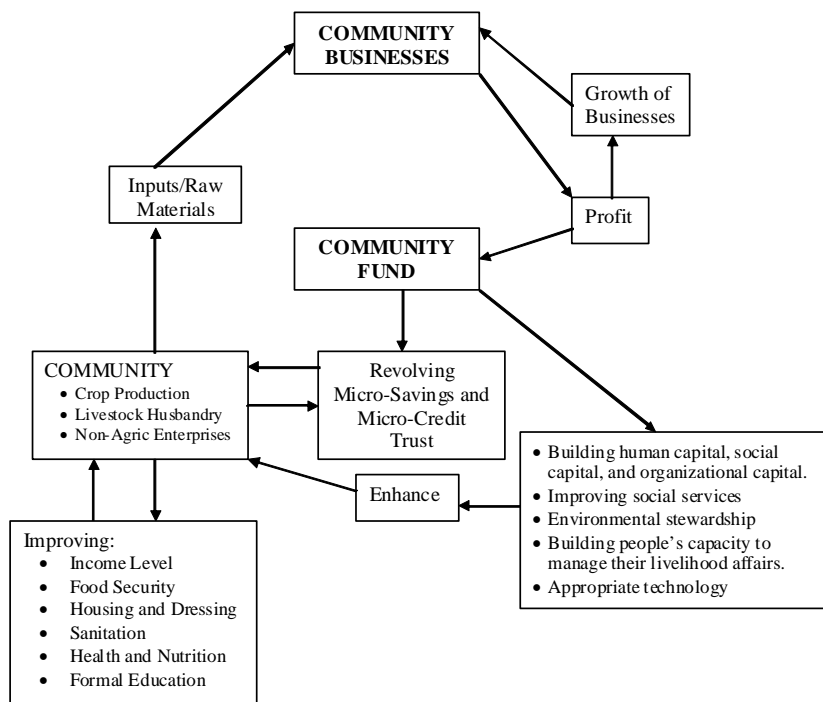 COMMUNITY
BUSINESSES
Growth of
Businesses
Inputs/Raw
Materials
Profit
COMMUNITY
FUND
COMMUNITY
• Crop Production
• Livestock Husbandry
• Non-Agric Enterprises
Revolving
Micro-Savings and
Micro-Credit
Trust
• Building human capital, social
capital, and organizational capital.
• Improving social services
• Environmental stewardship
• Building people’s capacity to
manage their livelihood affairs.
• Appropriate technology
Enhance
Improving:
• Income Level
• Food Security
• Housing and Dressing
• Sanitation
• Health and Nutrition
• Formal Education